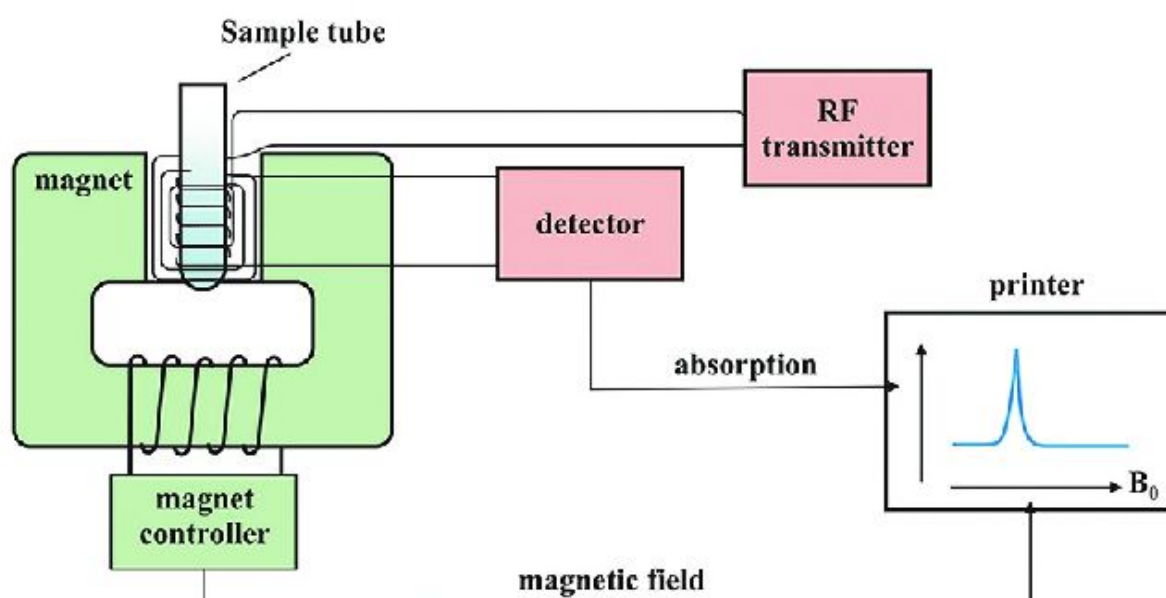 Sample tube
RF
transmitter
magnet
detector
printer
absorption
B₀
magnet
controller
magnetic field